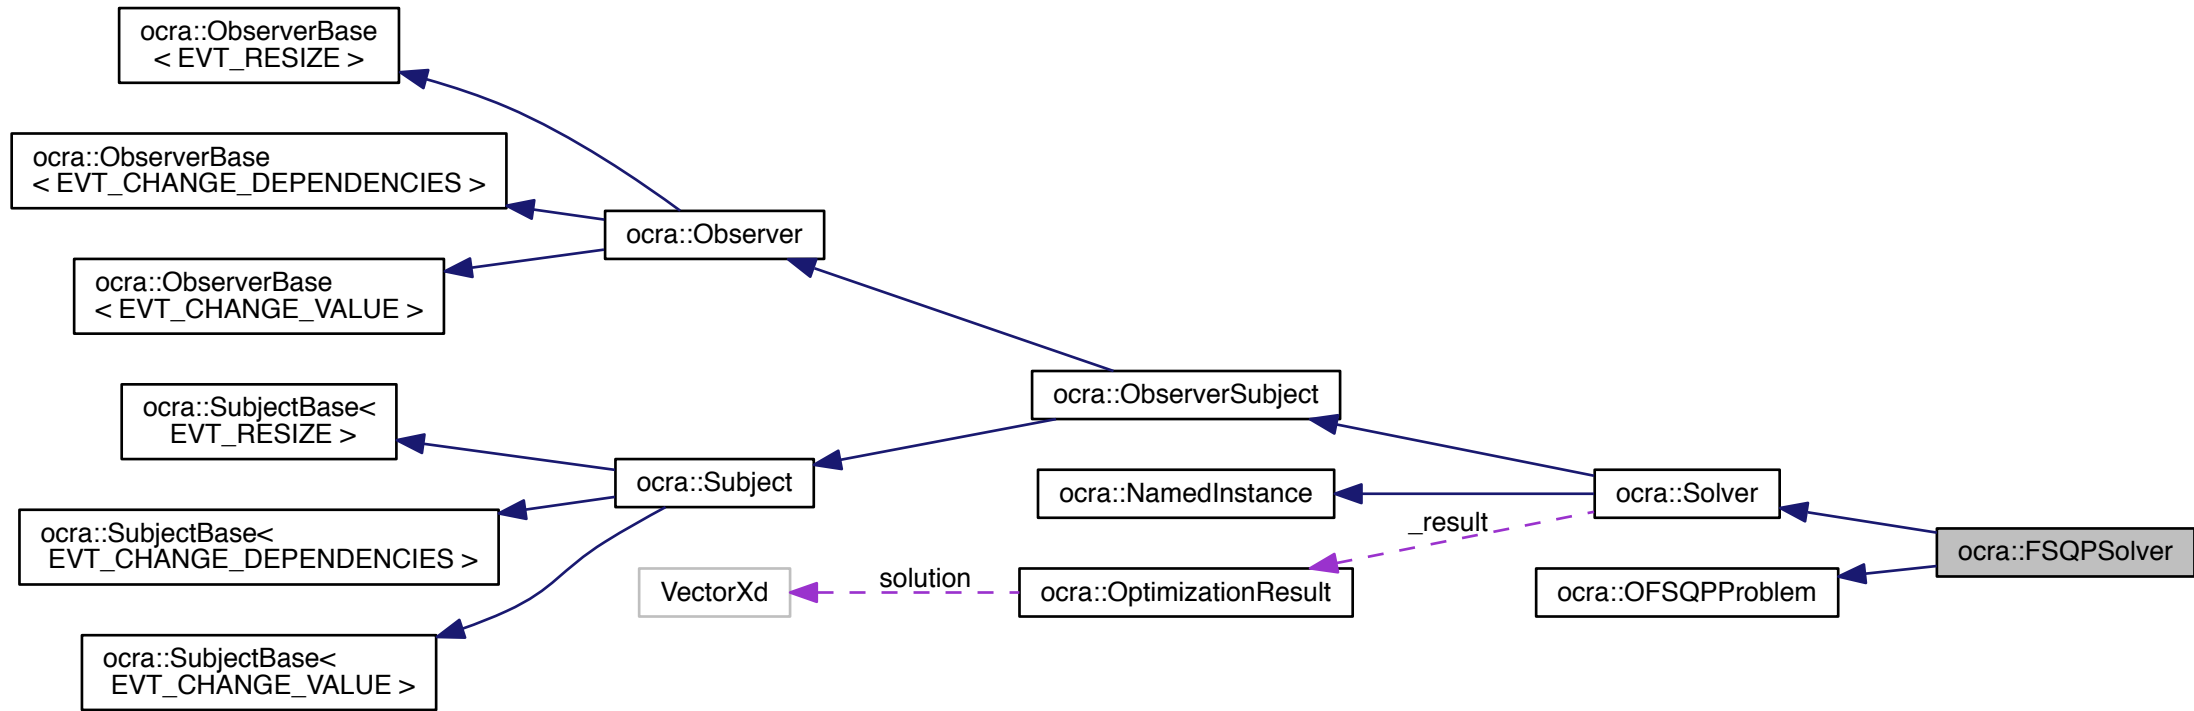 ocra::ObserverBase
< EVT_RESIZE >
ocra::ObserverBase
< EVT_CHANGE_DEPENDENCIES >
ocra::Observer
ocra::ObserverBase
< EVT_CHANGE_VALUE >
ocra::ObserverSubject
ocra::SubjectBase<
EVT_RESIZE >
ocra::Subject
ocra::NamedInstance
ocra::Solver
_result
ocra::SubjectBase<
EVT_CHANGE_DEPENDENCIES >
ocra::FSQPSolver
solution
VectorXd
ocra::OptimizationResult
ocra::OFSQPProblem
ocra::SubjectBase<
EVT_CHANGE_VALUE >